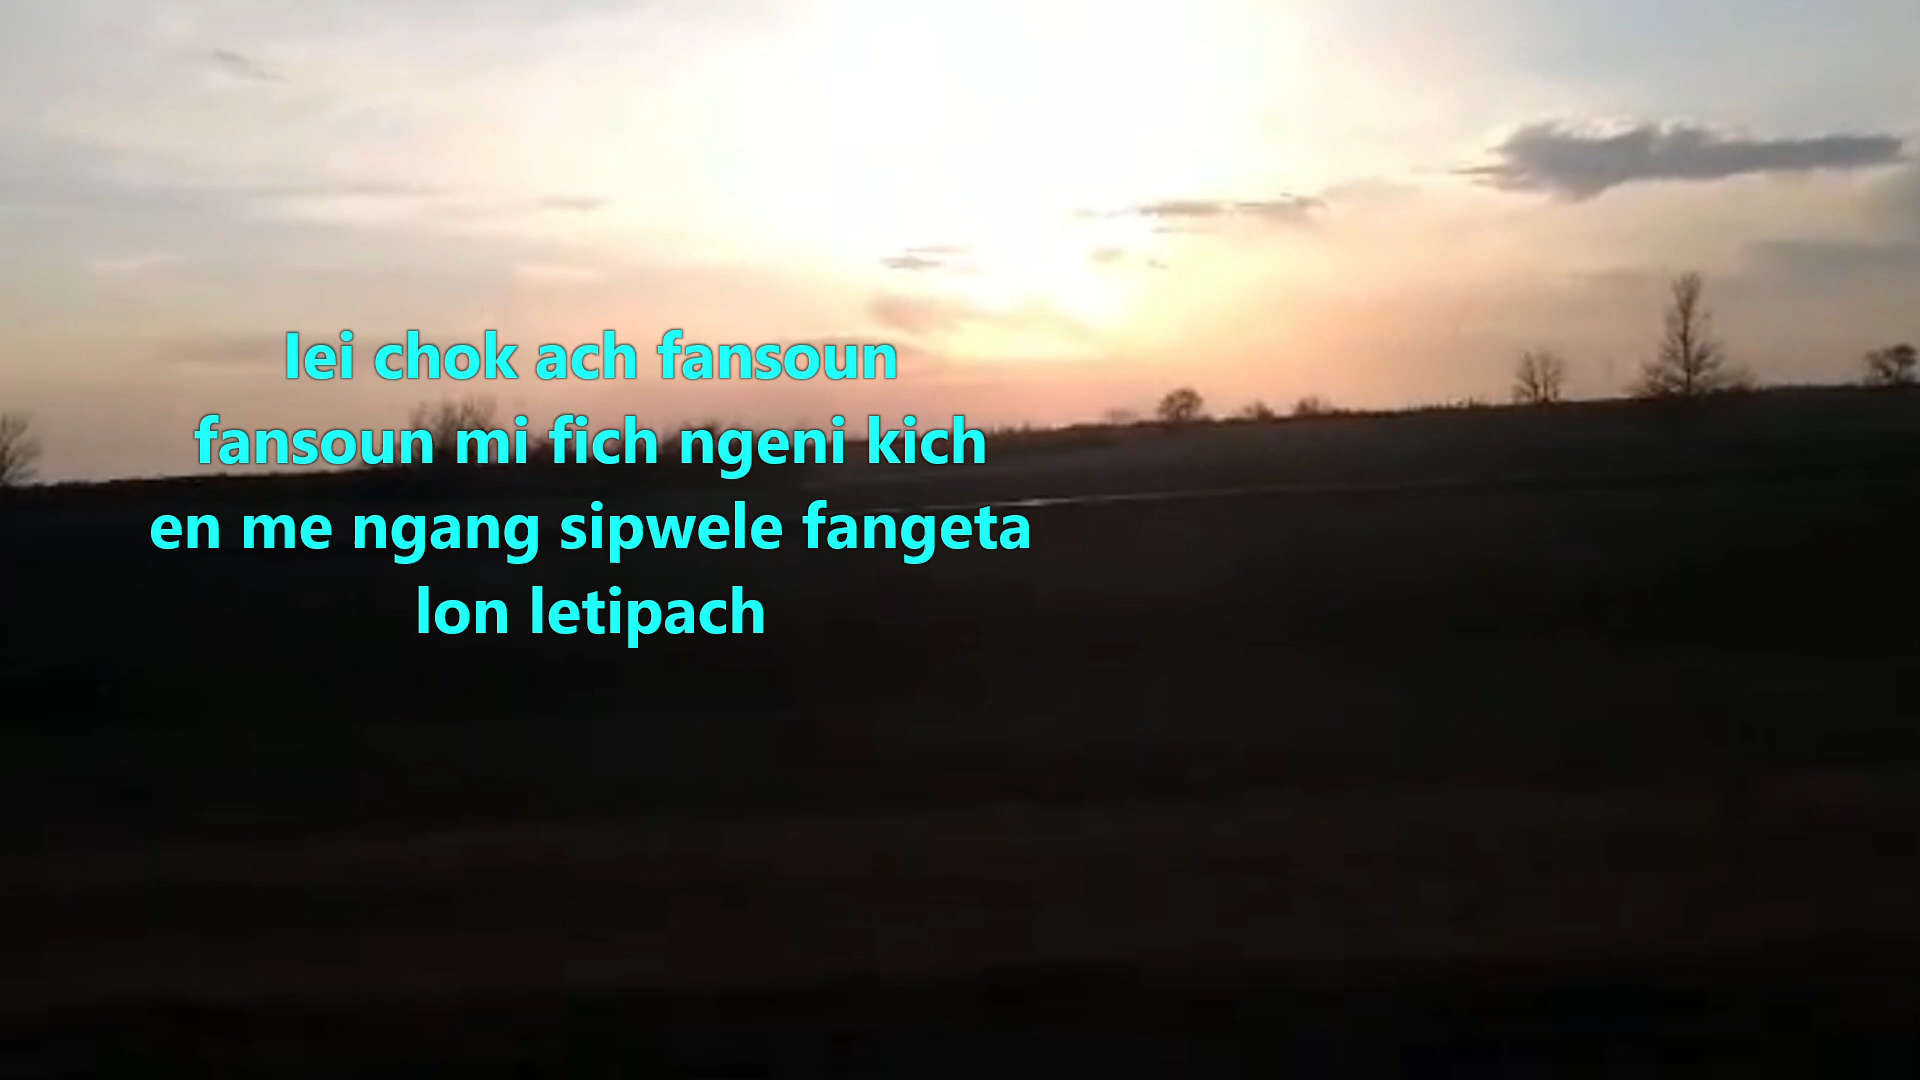 Iei chok ach fansoun
fansoun mi fich ngeni kich
en me ngang sipwele fangeta
lon letipach